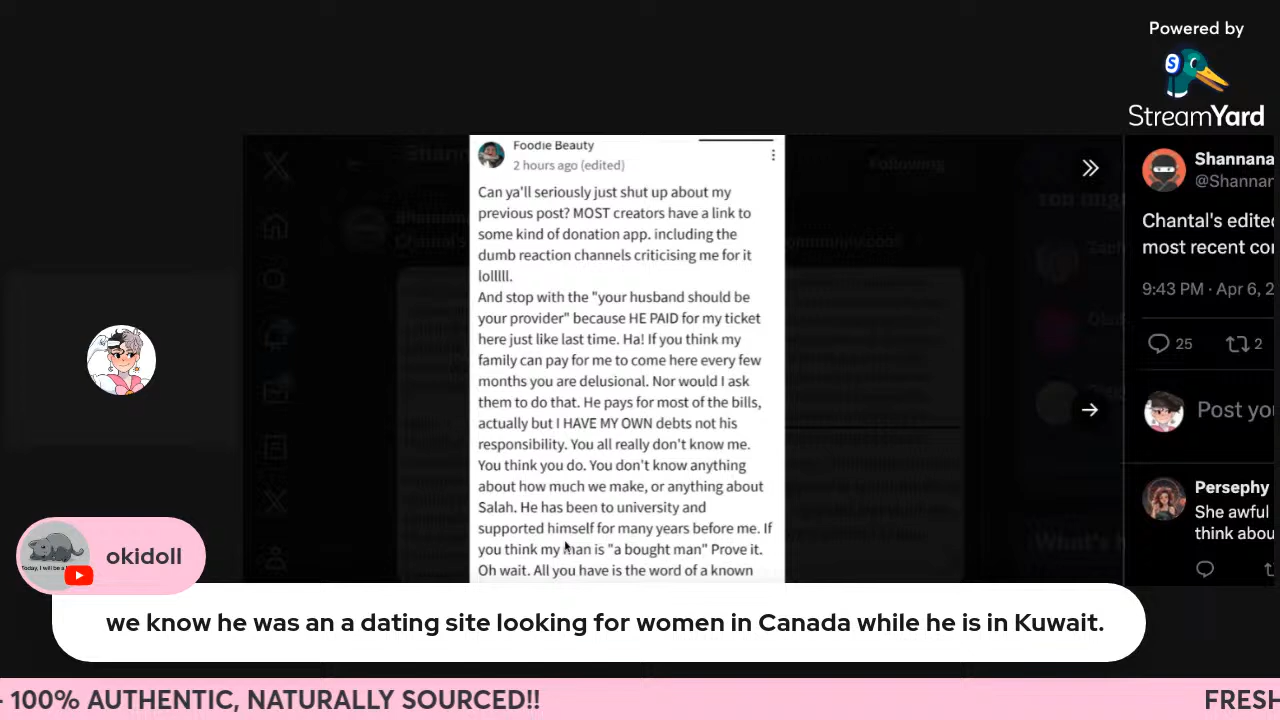 Powered by
StreamYard
Foodie Beauty
2 hours ago (edited)
Can ya'll seriously just shut up about my
previous post? MOST creators have a link to
some kind of donation app. including the
dumb reaction channels criticising me for it
lolllll.
And stop with the "your husband should be
your provider" because HE PAID for my ticket
here just like last time. Ha! If you think my
family can pay for me to come here every few
months you are delusional. Nor would I ask
them to do that. He pays for most of the bills,
actually but I HAVE MY OWN debts not his
responsibility. You all really don't know me.
You think you do. You don't know anything
about how much we make, or anything about
Salah. He has been to university and
supported himself for many years before me. If
you think my man is "a bought man" Prove it.
Oh wait. All you have is the word of a known
Shannana
@Shannar
Chantal's edited
most recent cor
9:43 PM · Apr 6, 2
25
2
Post you
Persephy
She awful
think about
Following
okidoll
we know he was an a dating site looking for women in Canada while he is in Kuwait.
- 100% AUTHENTIC, NATURALLY SOURCED!!
FRESH